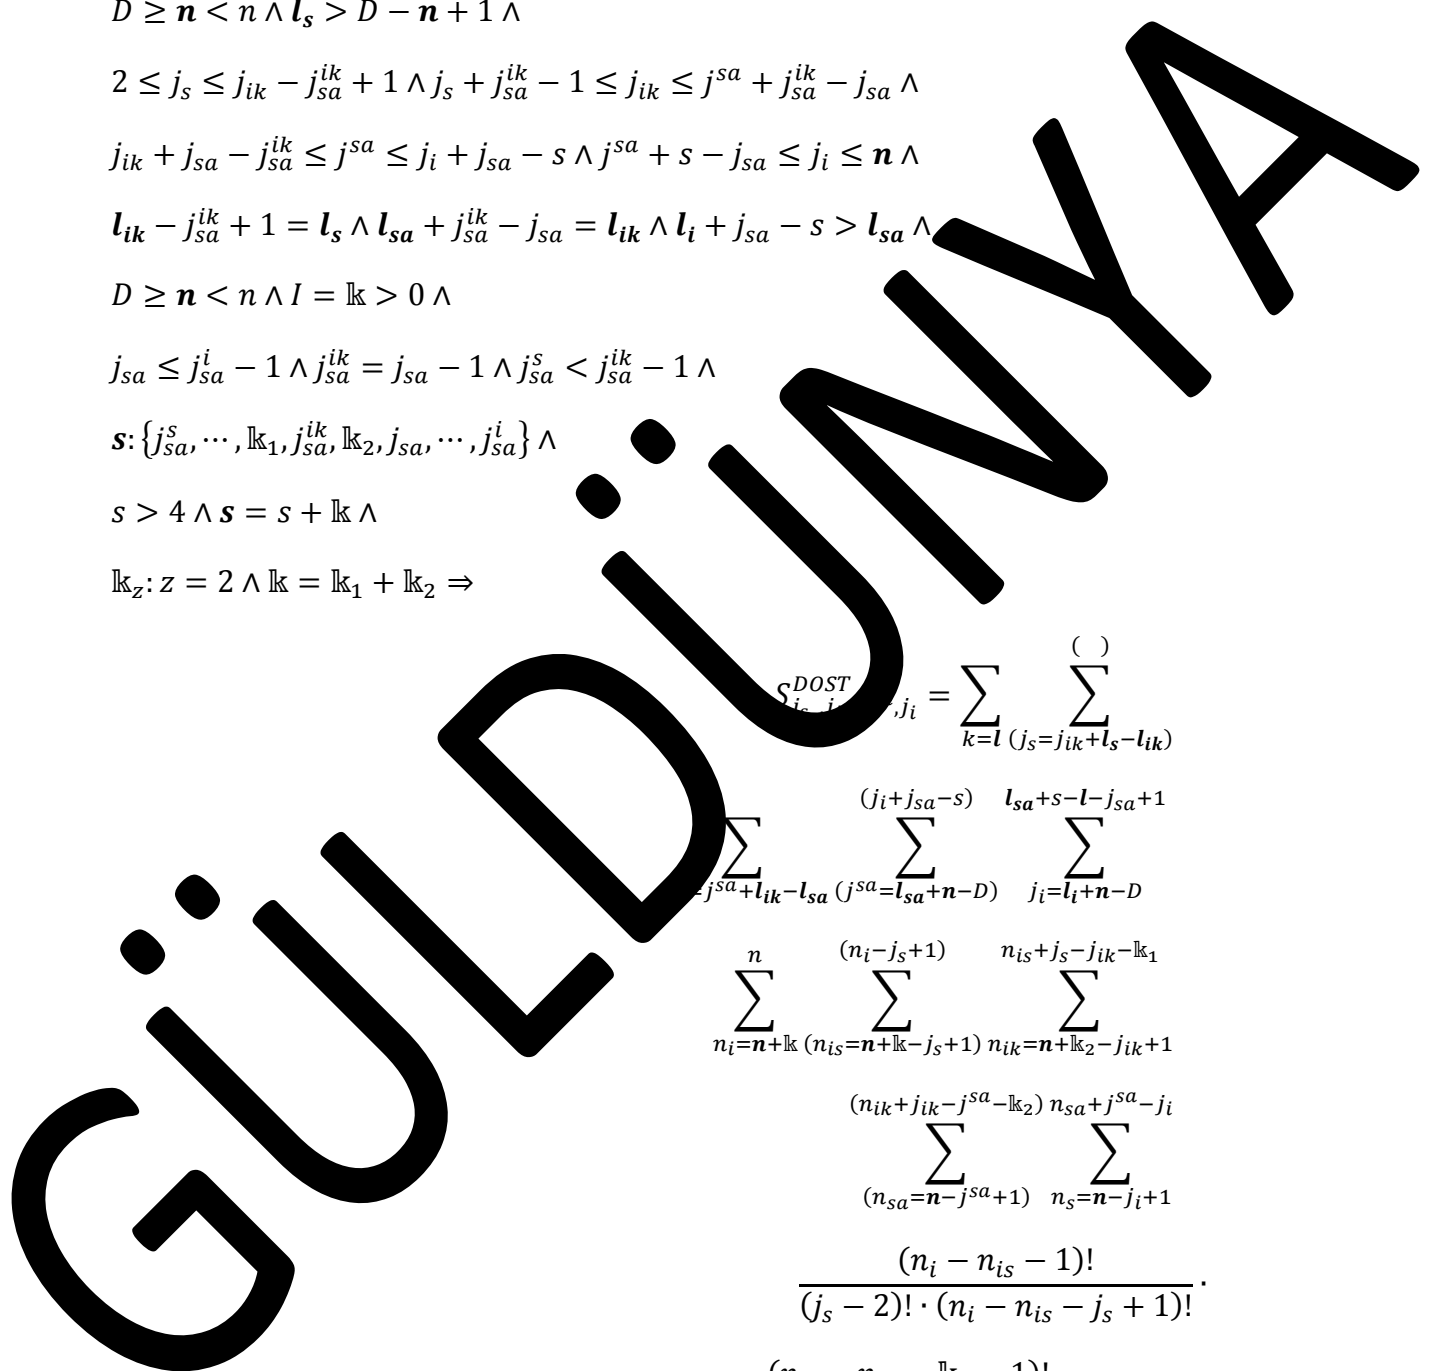 D ≥ 𝒏 < n ∧ 𝒍ₛ > D − 𝒏 + 1 ∧
2 ≤ j_s ≤ j_{ik} − j_{sa}^{ik} + 1 ∧ j_s + j_{sa}^{ik} − 1 ≤ j_{ik} ≤ j^{sa} + j_{sa}^{ik} − j_{sa} ∧
j_{ik} + j_{sa} − j_{sa}^{ik} ≤ j^{sa} ≤ j_i + j_{sa} − s ∧ j^{sa} + s − j_{sa} ≤ j_i ≤ 𝒏 ∧
𝒍_{ik} − j_{sa}^{ik} + 1 = 𝒍_s ∧ 𝒍_{sa} + j_{sa}^{ik} − j_{sa} = 𝒍_{ik} ∧ 𝒍_i + j_{sa} − s > 𝒍_{sa} ∧
D ≥ 𝒏 < n ∧ I = 𝕜 > 0 ∧
j_{sa} ≤ j_{sa}^{i} − 1 ∧ j_{sa}^{ik} = j_{sa} − 1 ∧ j_{sa}^{s} < j_{sa}^{ik} − 1 ∧
𝒔: {j_{sa}^{s}, ⋯ , 𝕜_1, j_{sa}^{ik}, 𝕜_2, j_{sa}, ⋯ , j_{sa}^{i}} ∧
s > 4 ∧ 𝒔 = s + 𝕜 ∧
𝕜_z: z = 2 ∧ 𝕜 = 𝕜_1 + 𝕜_2 ⇒
S^{DOST} ,j_i = ∑_{k=𝒍} ∑_{(j_s=j_{ik}+𝒍_s−𝒍_{ik})}^{( )}
∑_{=j^{sa}+𝒍_{ik}−𝒍_{sa}} ∑_{(j^{sa}=𝒍_{sa}+𝒏−D)}^{(j_i+j_{sa}−s)} ∑_{j_i=𝒍_i+𝒏−D}^{𝒍_{sa}+s−𝒍−j_{sa}+1}
∑_{n_i=𝒏+𝕜}^{n} ∑_{(n_{is}=𝒏+𝕜−j_s+1)}^{(n_i−j_s+1)} ∑_{n_{ik}=𝒏+𝕜_2−j_{ik}+1}^{n_{is}+j_s−j_{ik}−𝕜_1}
∑_{(n_{sa}=𝒏−j^{sa}+1)}^{(n_{ik}+j_{ik}−j^{sa}−𝕜_2)} ∑_{n_s=𝒏−j_i+1}^{n_{sa}+j^{sa}−j_i}
(n_i − n_{is} − 1)!
(j_s − 2)! · (n_i − n_{is} − j_s + 1)! ·
GÜLDÜNYA